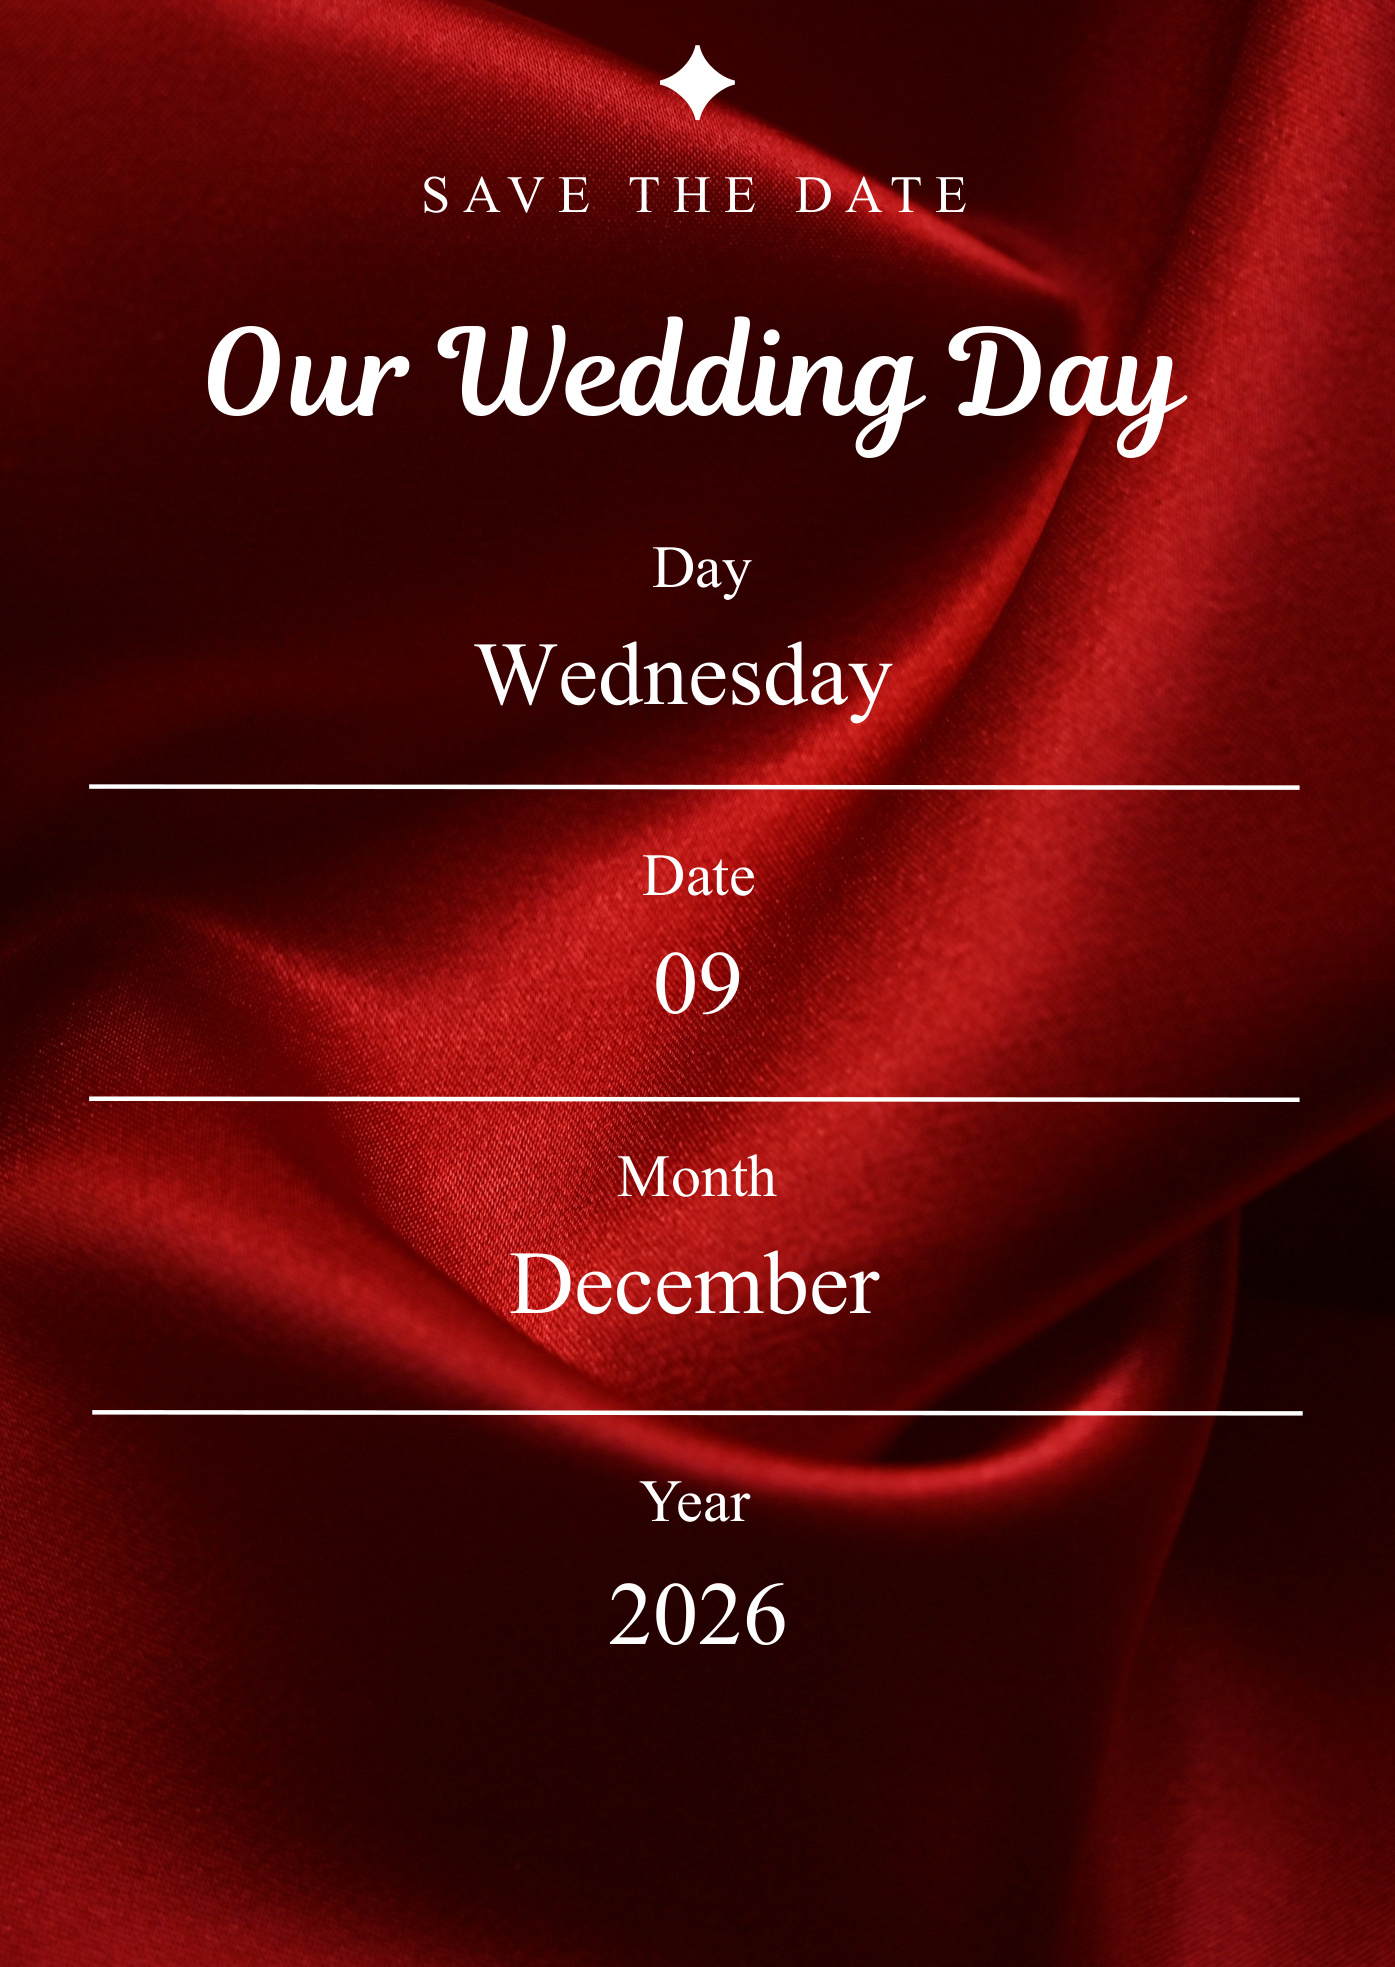 SAVE THE DATE
Our Wedding Day
Day
Wednesday
Date
09
Month
December
Year
2026